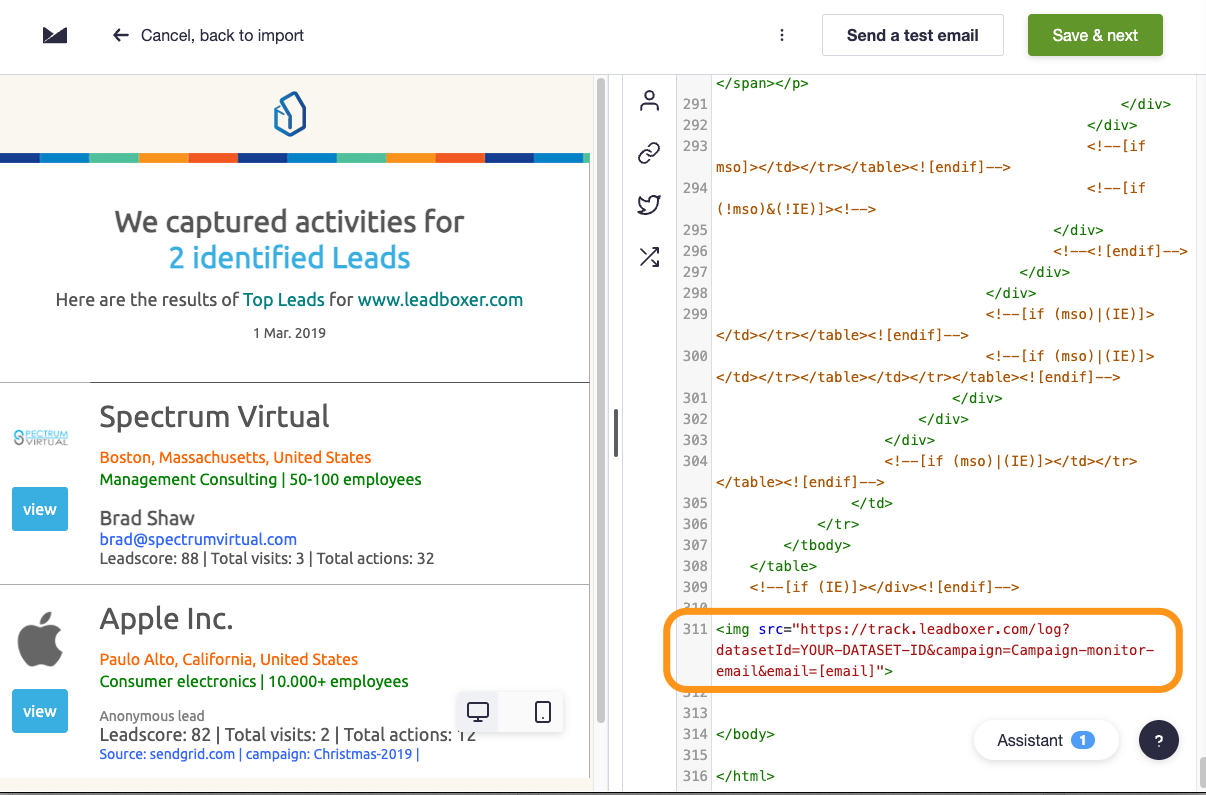 Cancel, back to import
Send a test email
Save & next
We captured activities for
2 identified Leads
Here are the results of Top Leads for www.leadboxer.com
1 Mar. 2019
SPECTRUM
VIRTUAL
Spectrum Virtual
Boston, Massachusetts, United States
Management Consulting | 50-100 employees
view
Brad Shaw
brad@spectrumvirtual.com
Leadscore: 88 | Total visits: 3 | Total actions: 32
Apple Inc.
Paulo Alto, California, United States
Consumer electronics | 10.000+ employees
view
Anonymous lead
Leadscore: 82 | Total visits: 2 | Total actions: 12
Source: sendgrid.com | campaign: Christmas-2019 |
</span></p>
291 </div>
292 </div>
293 <!--[if
mso]></td></tr></table><![endif]-->
294 <!--[if
(!mso)&(!IE)]><!-->
295 </div>
296 <!--<![endif]-->
297 </div>
298 </div>
299 <!--[if (mso)|(IE)]>
</td></tr></table><![endif]-->
300 <!--[if (mso)|(IE)]>
</td></tr></table></td></tr></table><![endif]-->
301 </div>
302 </div>
303 </div>
304 <!--[if (mso)|(IE)]></td></tr>
</table><![endif]-->
305 </td>
306 </tr>
307 </tbody>
308 </table>
309 <!--[if (IE)]></div><![endif]-->
310
311 <img src="https://track.leadboxer.com/log?
datasetId=YOUR-DATASET-ID&campaign=Campaign-monitor-
email&email=[email]">
312
313
314 </body>
315
316 </html>
Assistant 1
?